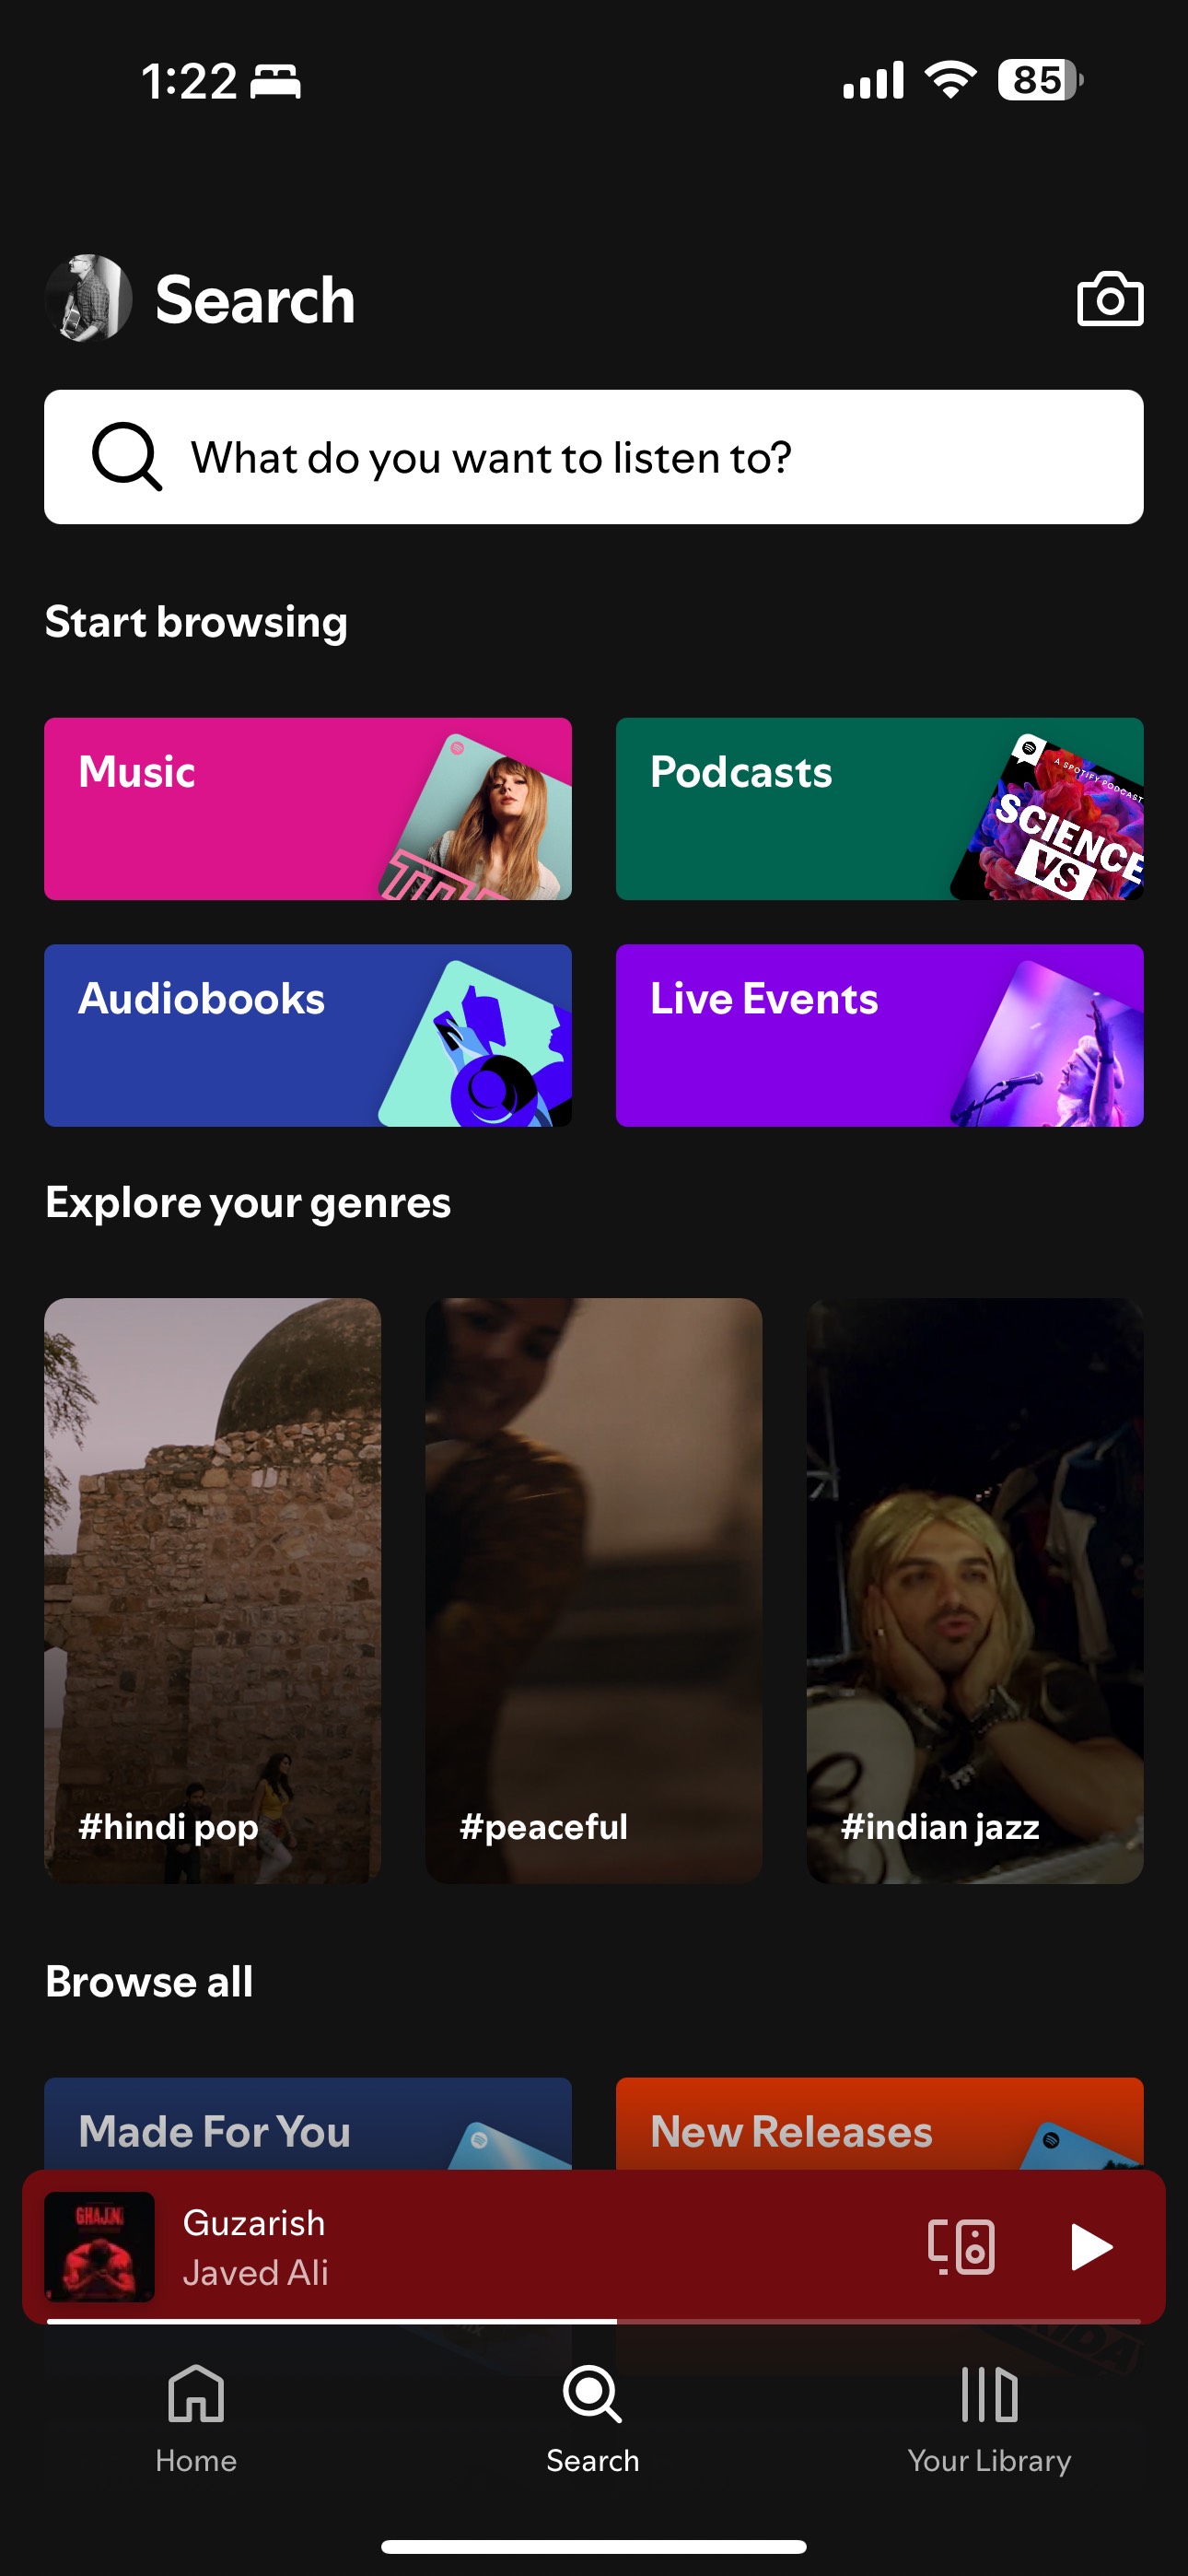 1:22
85
Search
What do you want to listen to?
Start browsing
Music
Podcasts
A SPOTIFY PODCAST
SCIENCE
VS
Audiobooks
Live Events
Explore your genres
#hindi pop
#peaceful
#indian jazz
Browse all
Made For You
New Releases
Guzarish
Javed Ali
Home
Search
Your Library